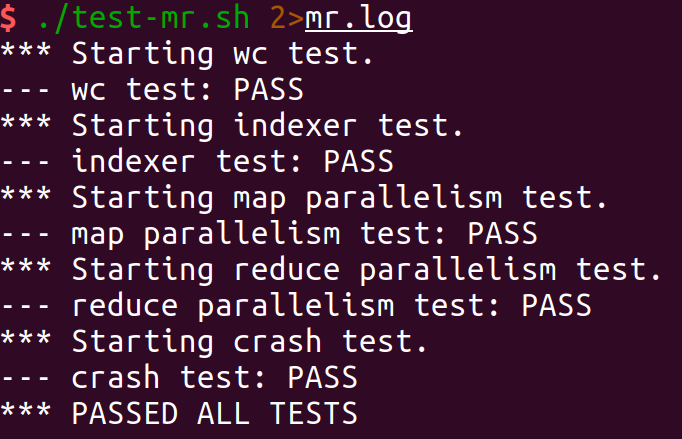 $ ./test-mr.sh 2>mr.log
*** Starting wc test.
--- wc test: PASS
*** Starting indexer test.
--- indexer test: PASS
*** Starting map parallelism test.
--- map parallelism test: PASS
*** Starting reduce parallelism test.
--- reduce parallelism test: PASS
*** Starting crash test.
--- crash test: PASS
*** PASSED ALL TESTS